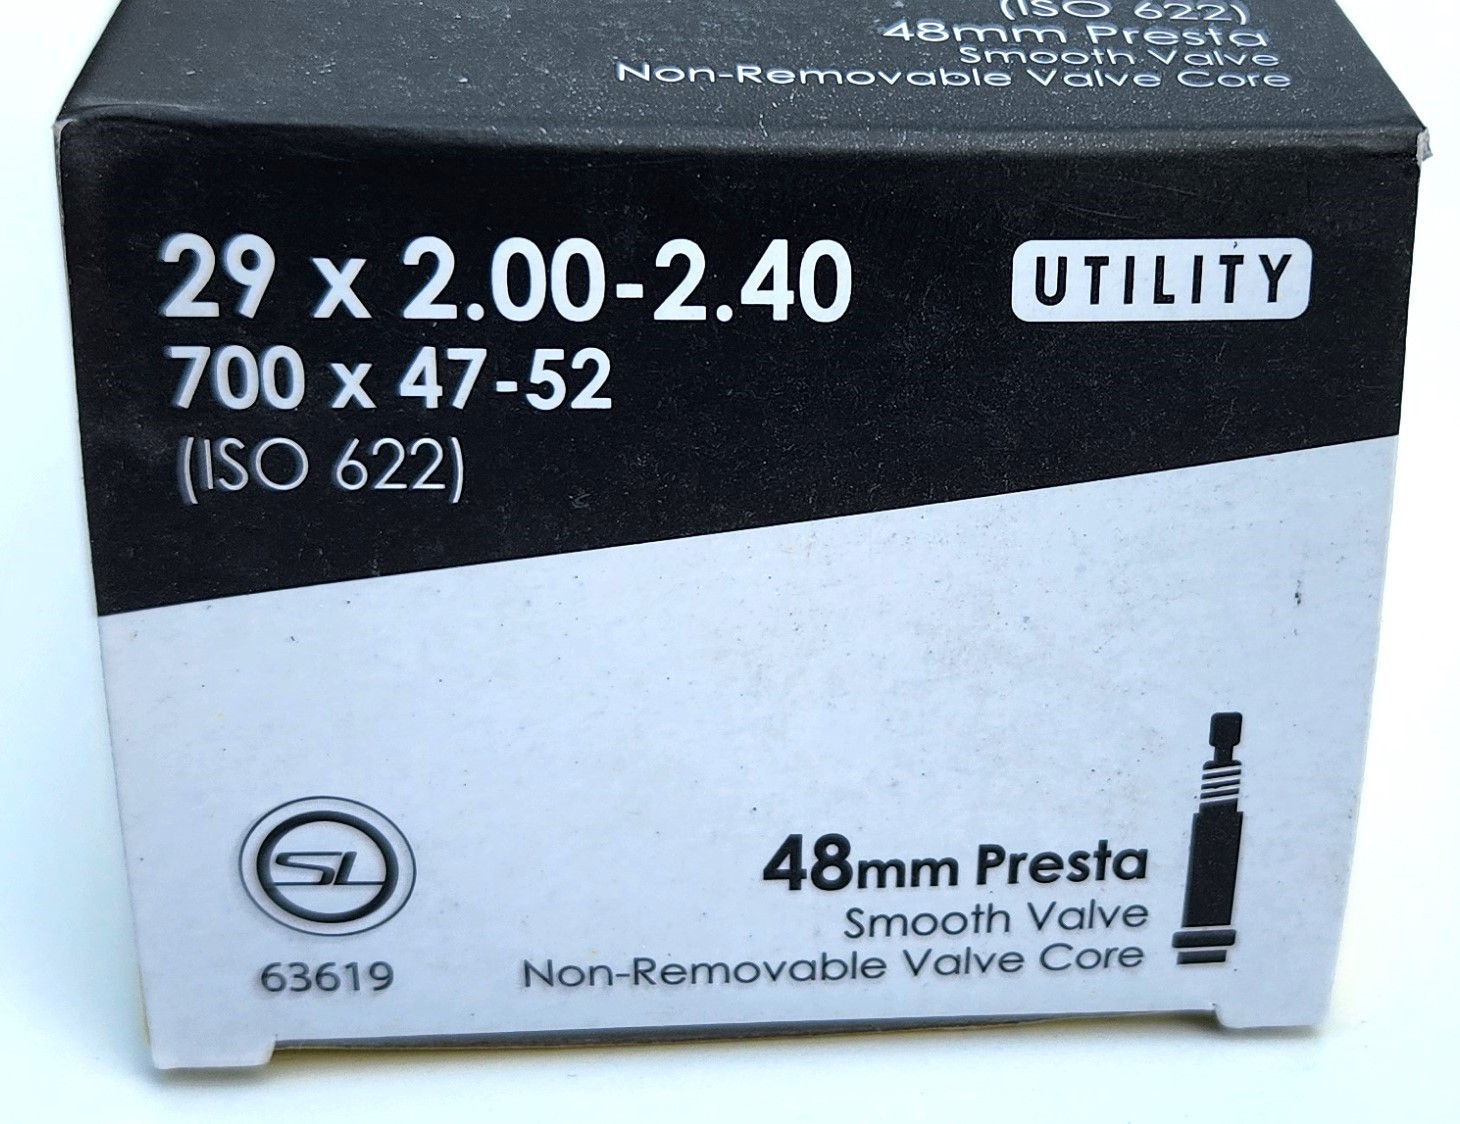 (ISO 622)
48mm Presta
Smooth Valve
Non-Removable Valve Core
29 x 2.00-2.40
UTILITY
700 x 47-52
(ISO 622)
SL
63619
48mm Presta
Smooth Valve
Non-Removable Valve Core